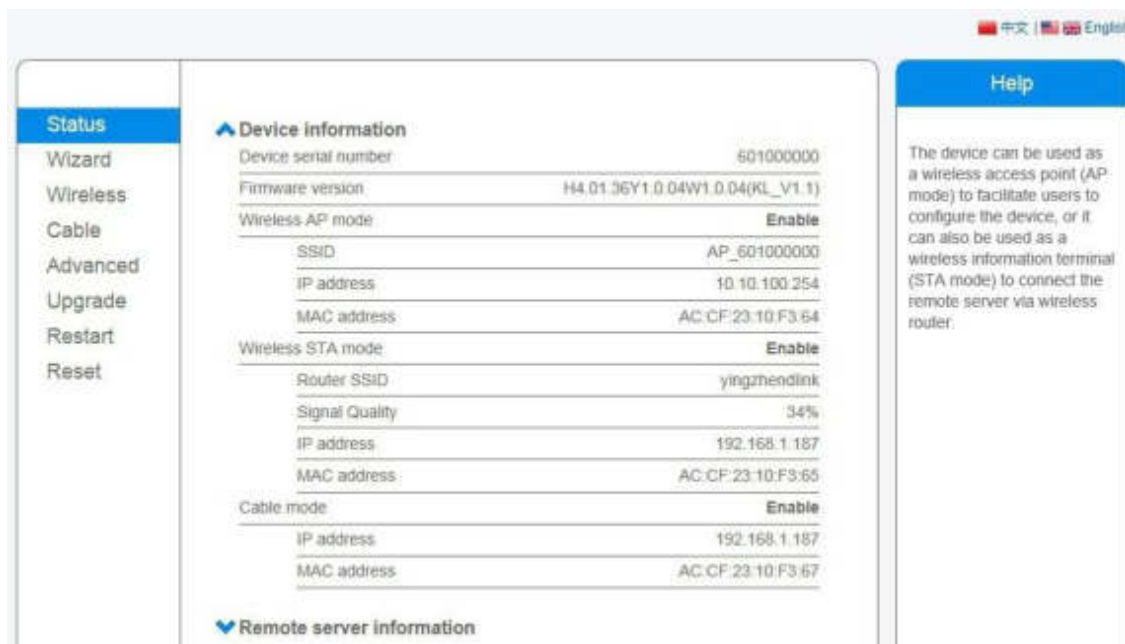 中文 | English
Help
Status
Wizard
Wireless
Cable
Advanced
Upgrade
Restart
Reset
Device information
Device serial number 601000000
Firmware version H4.01.36Y1.0.04W1.0.04(KL_V1.1)
Wireless AP mode Enable
SSID AP_601000000
IP address 10.10.100.254
MAC address AC:CF:23:10:F3:64
Wireless STA mode Enable
Router SSID yingzhendlink
Signal Quality 34%
IP address 192.168.1.187
MAC address AC:CF:23:10:F3:65
Cable mode Enable
IP address 192.168.1.187
MAC address AC:CF:23:10:F3:67
Remote server information
The device can be used as
a wireless access point (AP
mode) to facilitate users to
configure the device, or it
can also be used as a
wireless information terminal
(STA mode) to connect the
remote server via wireless
router.